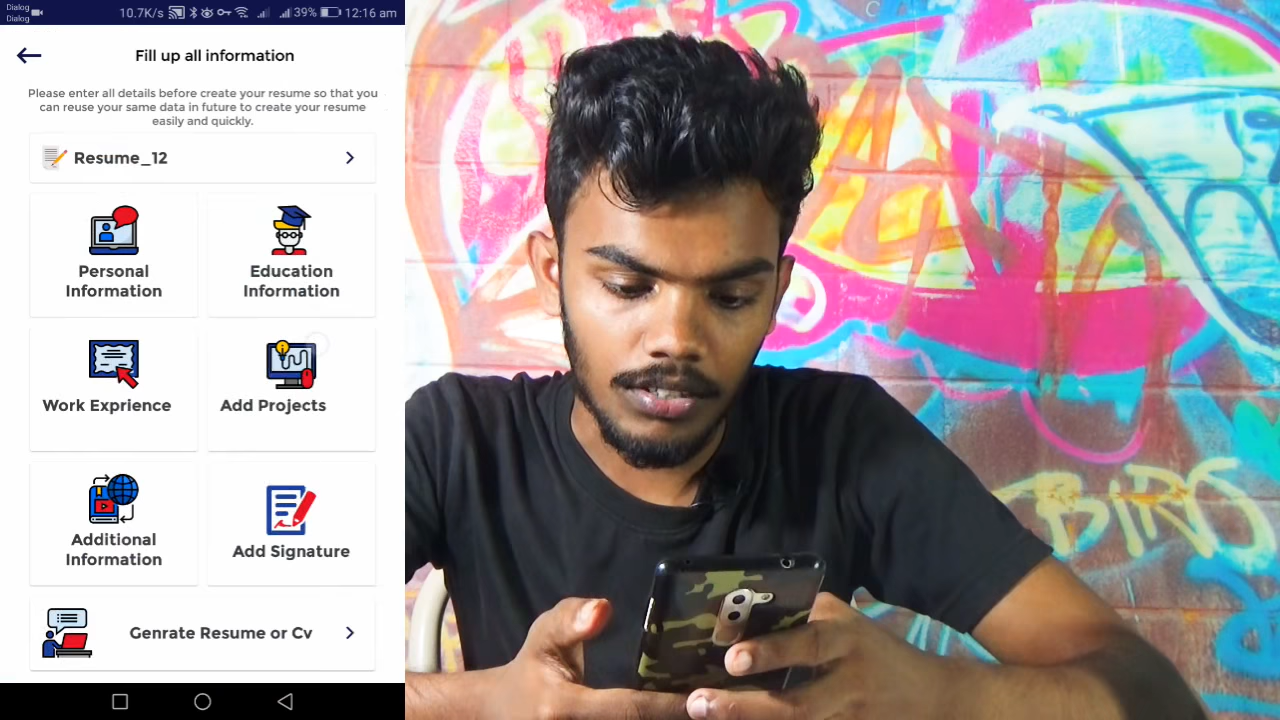 Dialog
Dialog
10.7K/s
39%
12:16 am
Fill up all information
Please enter all details before create your resume so that you
can reuse your same data in future to create your resume
easily and quickly.
Resume_12
Personal
Information
Education
Information
Work Exprience
Add Projects
Additional
Information
Add Signature
Genrate Resume or Cv
BIRD